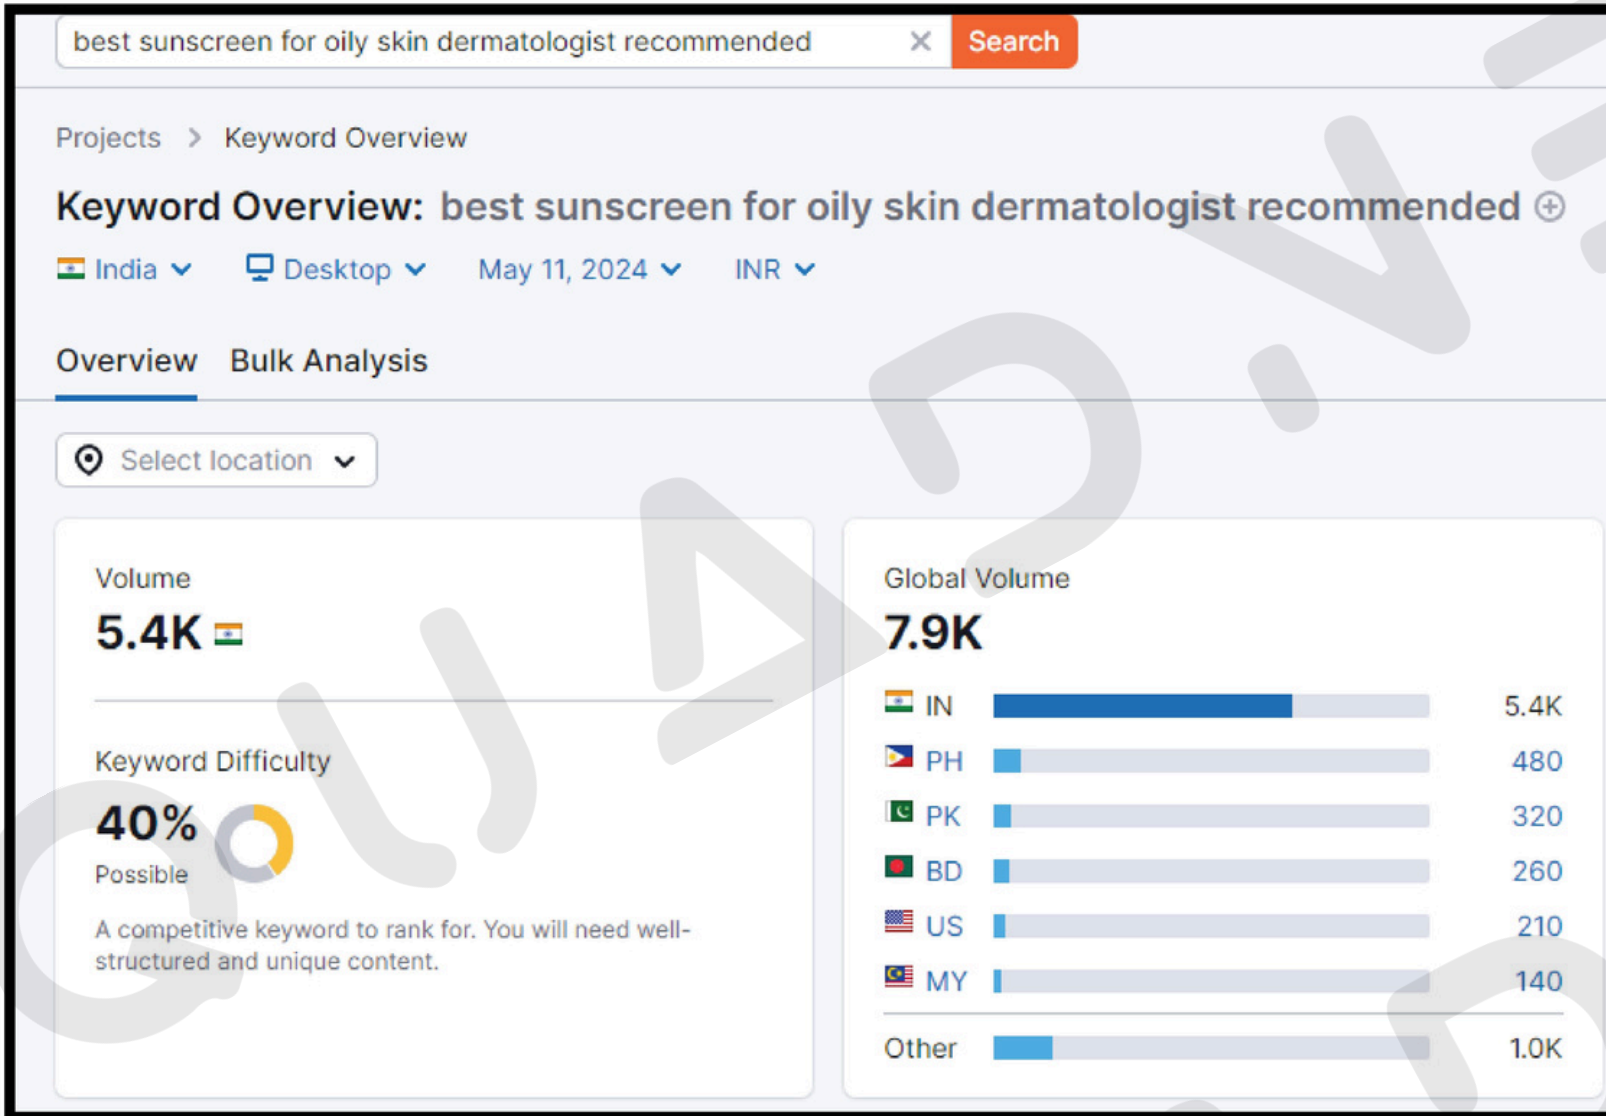 best sunscreen for oily skin dermatologist recommended
Search
Projects > Keyword Overview
Keyword Overview: best sunscreen for oily skin dermatologist recommended
India Desktop May 11, 2024 INR
Overview Bulk Analysis
Select location
Volume
5.4K
Keyword Difficulty
40%
Possible
A competitive keyword to rank for. You will need well-
structured and unique content.
Global Volume
7.9K
IN 5.4K
PH 480
PK 320
BD 260
US 210
MY 140
Other 1.0K